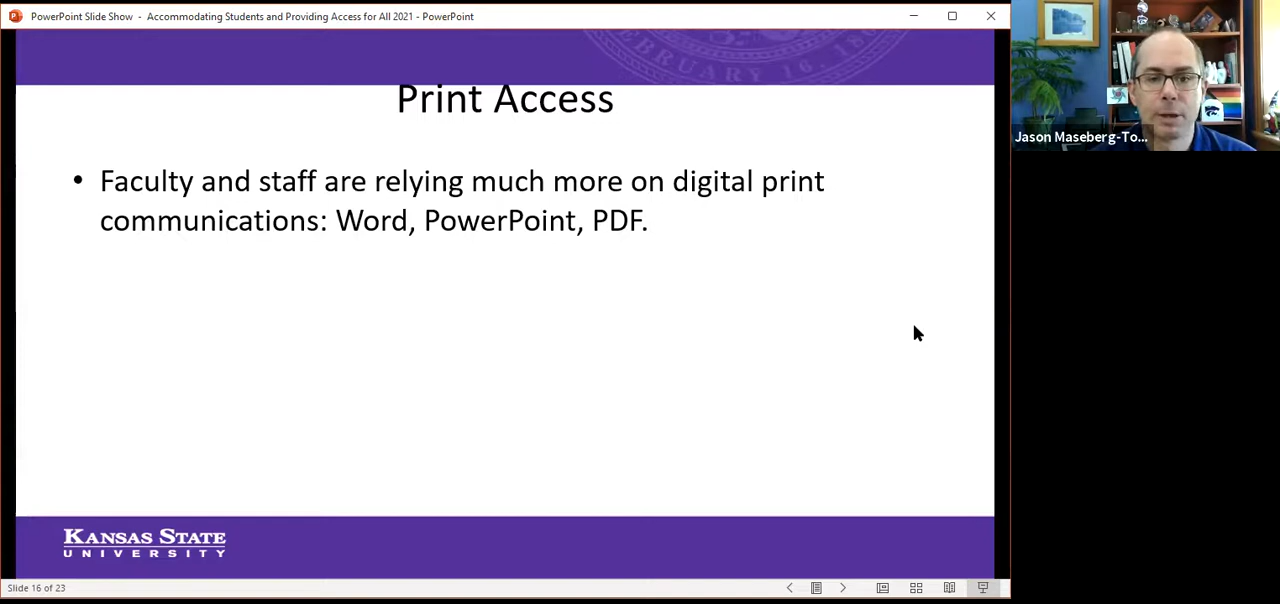 PowerPoint Slide Show - Accommodating Students and Providing Access for All 2021 - PowerPoint
FEBRUARY 16, 
Print Access
• Faculty and staff are relying much more on digital print
communications: Word, PowerPoint, PDF.
KANSAS STATE
UNIVERSITY
Slide 16 of 23
Jason Maseberg-To...